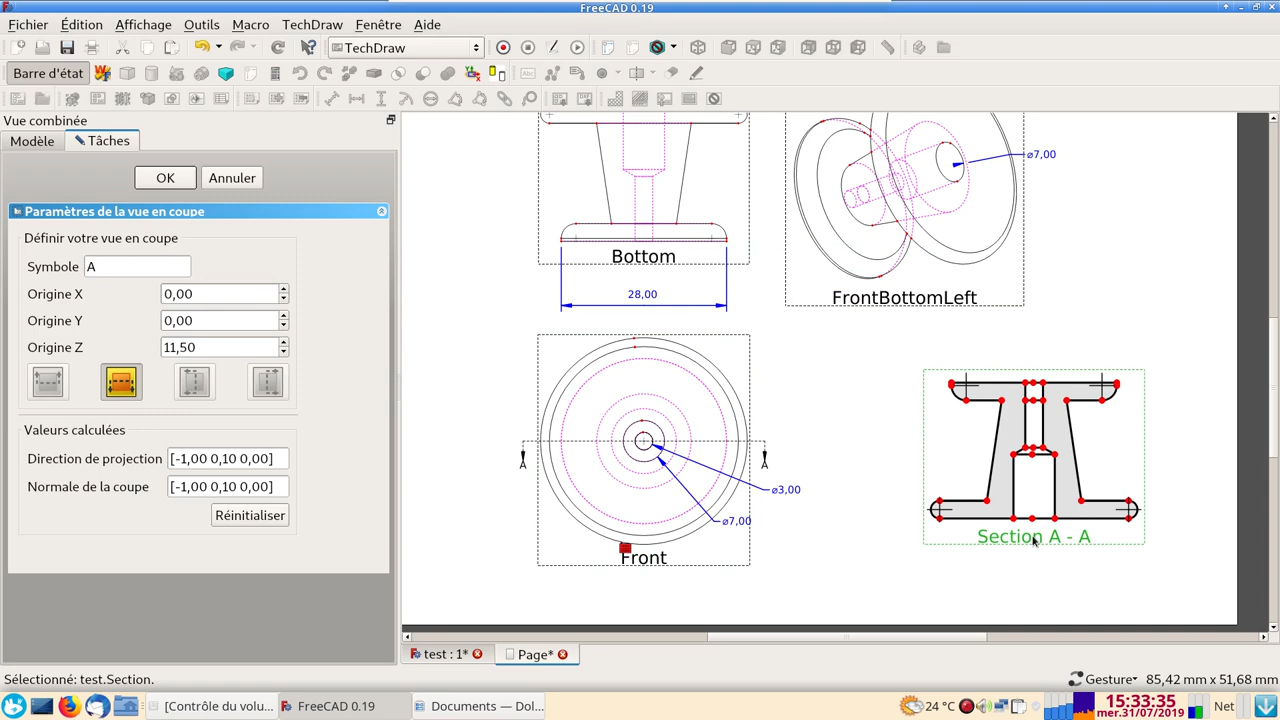 FreeCAD 0.19
Fichier Édition Affichage Outils Macro TechDraw Fenêtre Aide
TechDraw
Barre d'état
Vue combinée
Modèle Tâches
OK Annuler
Paramètres de la vue en coupe
Définir votre vue en coupe
Symbole A
Origine X 0,00
Origine Y 0,00
Origine Z 11,50
Valeurs calculées
Direction de projection [-1,00 0,10 0,00]
Normale de la coupe [-1,00 0,10 0,00]
Réinitialiser
Bottom
28,00
⌀7,00
FrontBottomLeft
A A
⌀3,00
⌀7,00
Front
Section A - A
test : 1* Page*
Sélectionné: test.Section.
Gesture 85,42 mm x 51,68 mm
[Contrôle du volu... FreeCAD 0.19 Documents — Dol...
24 °C
15:33:35
mer.31/07/2019
Net